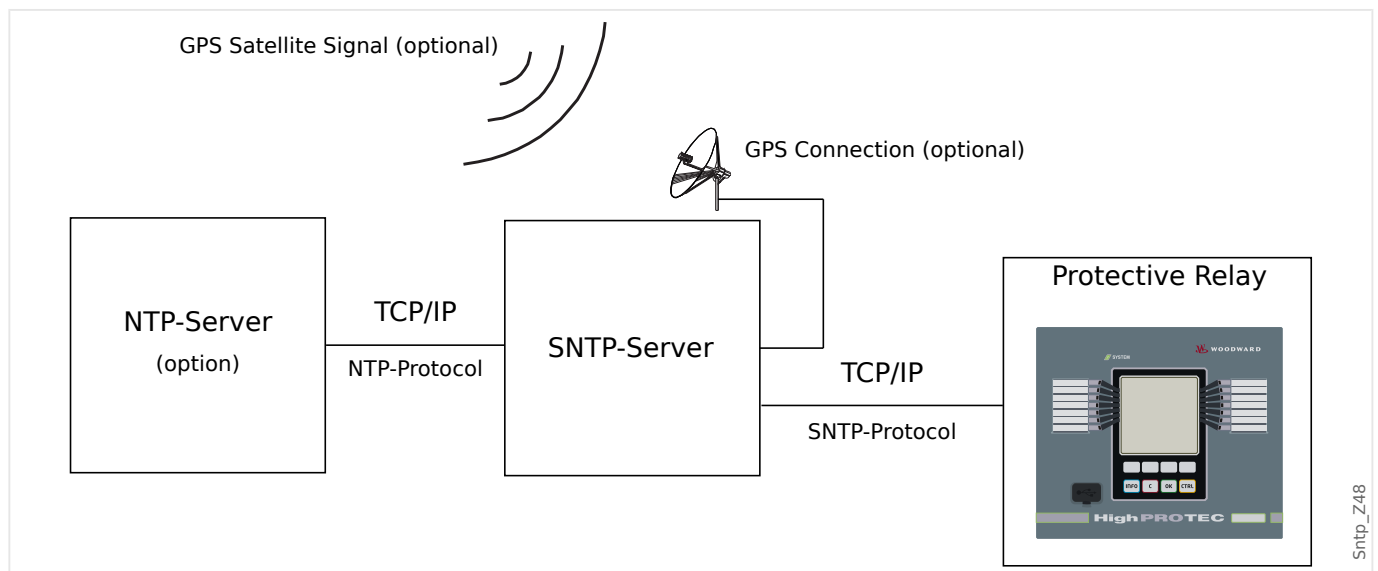 GPS Satellite Signal (optional)
GPS Connection (optional)
NTP-Server
(option)
TCP/IP
NTP-Protocol
SNTP-Server
TCP/IP
SNTP-Protocol
Protective Relay
WOODWARD
SYSTEM
INFO
C
OK
CTRL
HighPROTEC
Sntp_Z48